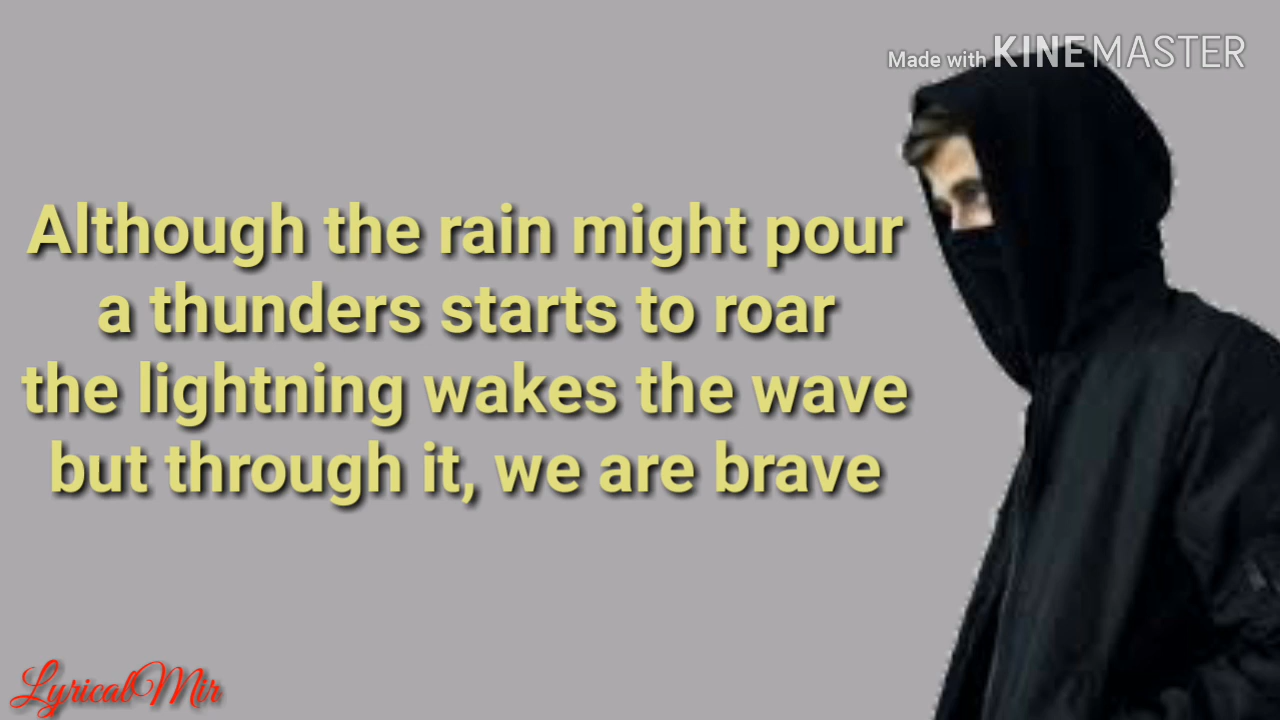 Made with KINEMASTER
Although the rain might pour
a thunders starts to roar
the lightning wakes the wave
but through it, we are brave
LyricalMir